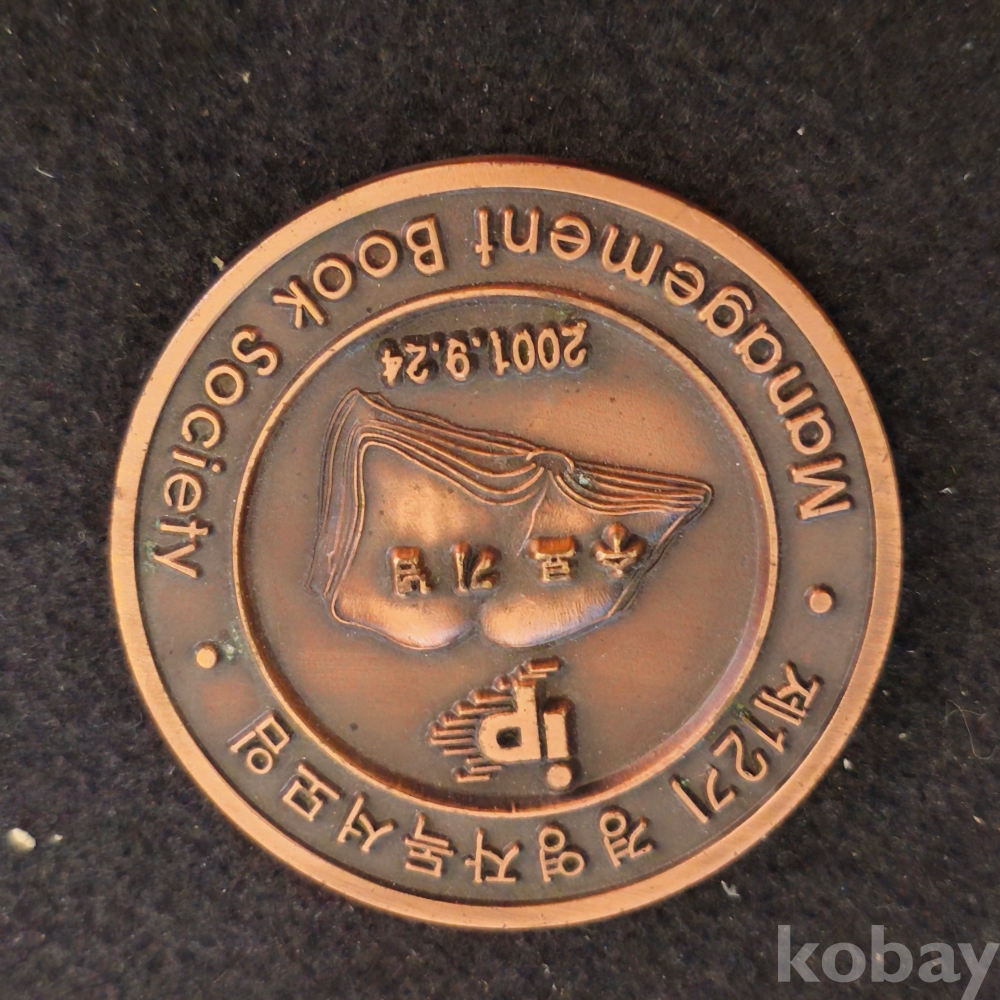 제12기 경영자독서모임
ip
수료
기념
2001.9.24
Management Book Society
kobay